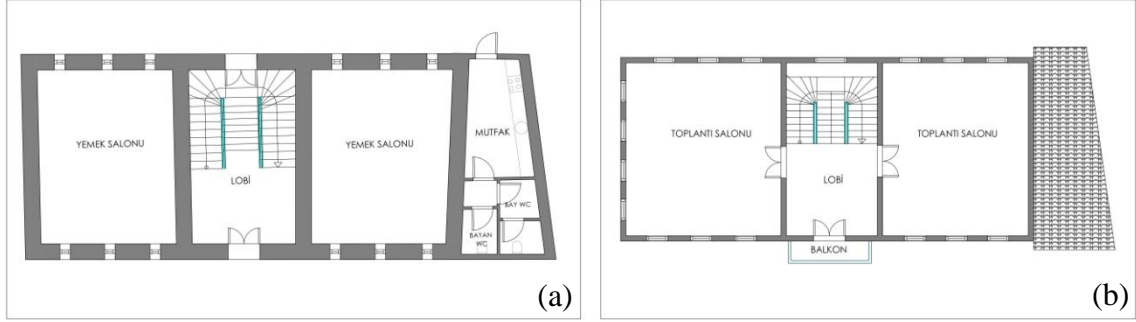 YEMEK SALONU
LOBİ
YEMEK SALONU
MUTFAK
BAY WC
BAYAN
WC
(a)
TOPLANTI SALONU
LOBİ
TOPLANTI SALONU
BALKON
(b)